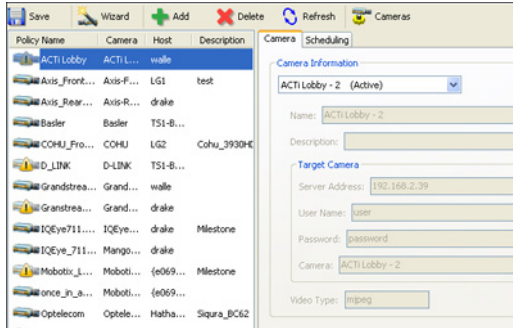 Save Wizard Add Delete Refresh Cameras
Policy Name Camera Host Description
ACTi Lobby ACTi L... walle
Axis_Front... Axis-F... LG1 test
Axis_Rear... Axis-R... drake
Basler Basler TS1-B...
COHU_Fro... COHU LG2 Cohu_3930HD
D_LINK D-LINK TS1-B...
Grandstrea... Grand... walle
Granstrea... Grand... drake
IQEye711.... IQEye... drake Milestone
IQEye_711... Mango... drake
Mobotix_L... Moboti... {e069... Milestone
once_in_a... Moboti... {e069...
Optelecom Optele... Hatha... Siqura_BC62
Camera Scheduling
Camera Information
ACTi Lobby - 2 (Active)
Name: ACTi Lobby - 2
Description:
Target Camera
Server Address: 192.168.2.39
User Name: user
Password: password
Camera: ACTi Lobby - 2
Video Type: mjpeg